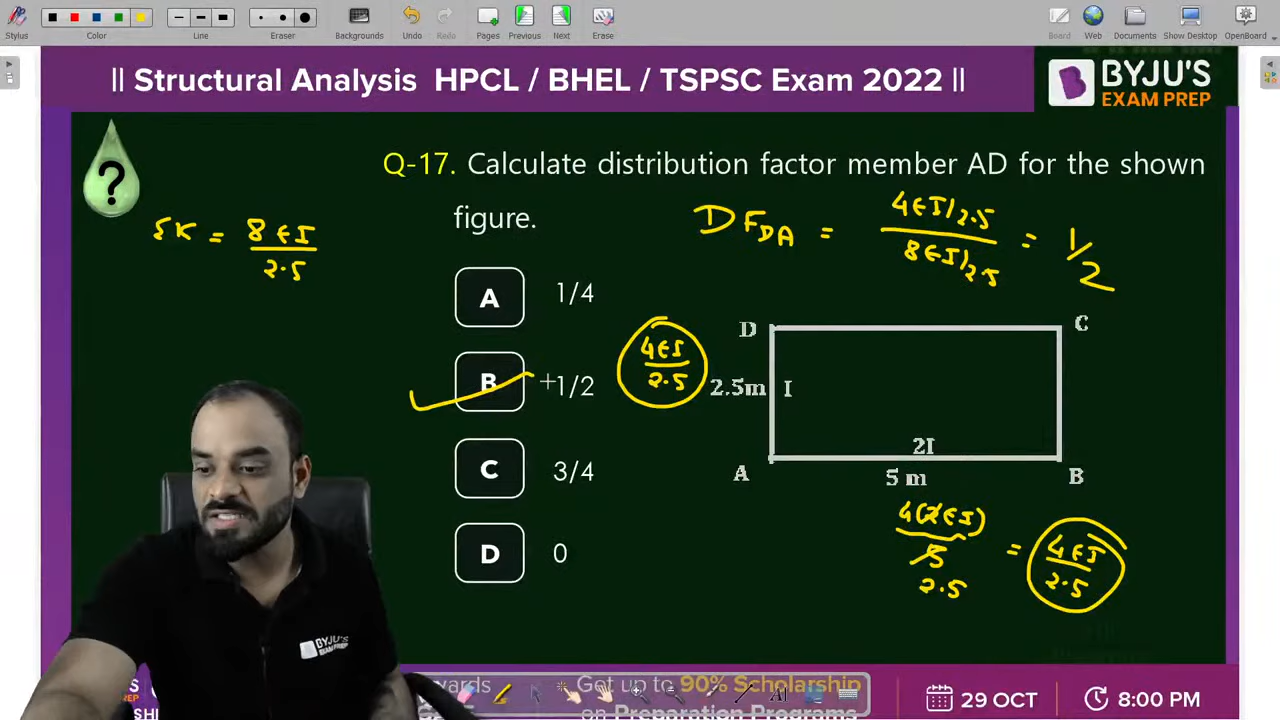 Stylus
Color
Line
Eraser
Backgrounds
Undo
Redo
Pages
Previous
Next
Erase
Board
Web
Documents
Show Desktop
OpenBoard
|| Structural Analysis HPCL / BHEL / TSPSC Exam 2022 ||
BYJU'S
EXAM PREP
?
Q-17. Calculate distribution factor member AD for the shown
figure.
ΣK = 8EI/2.5
DF_DA = (4EI/2.5)/(8EI/2.5) = 1/2
A 1/4
B 1/2
C 3/4
D 0
4EI/2.5
D
C
2.5m
I
2I
A
5 m
B
4(2EI)/5
2.5
= 4EI/2.5
BYJU'S
EXAM PREP
wards
Get up to 90% Scholarship
on Preparation Programs
29 OCT
8:00 PM